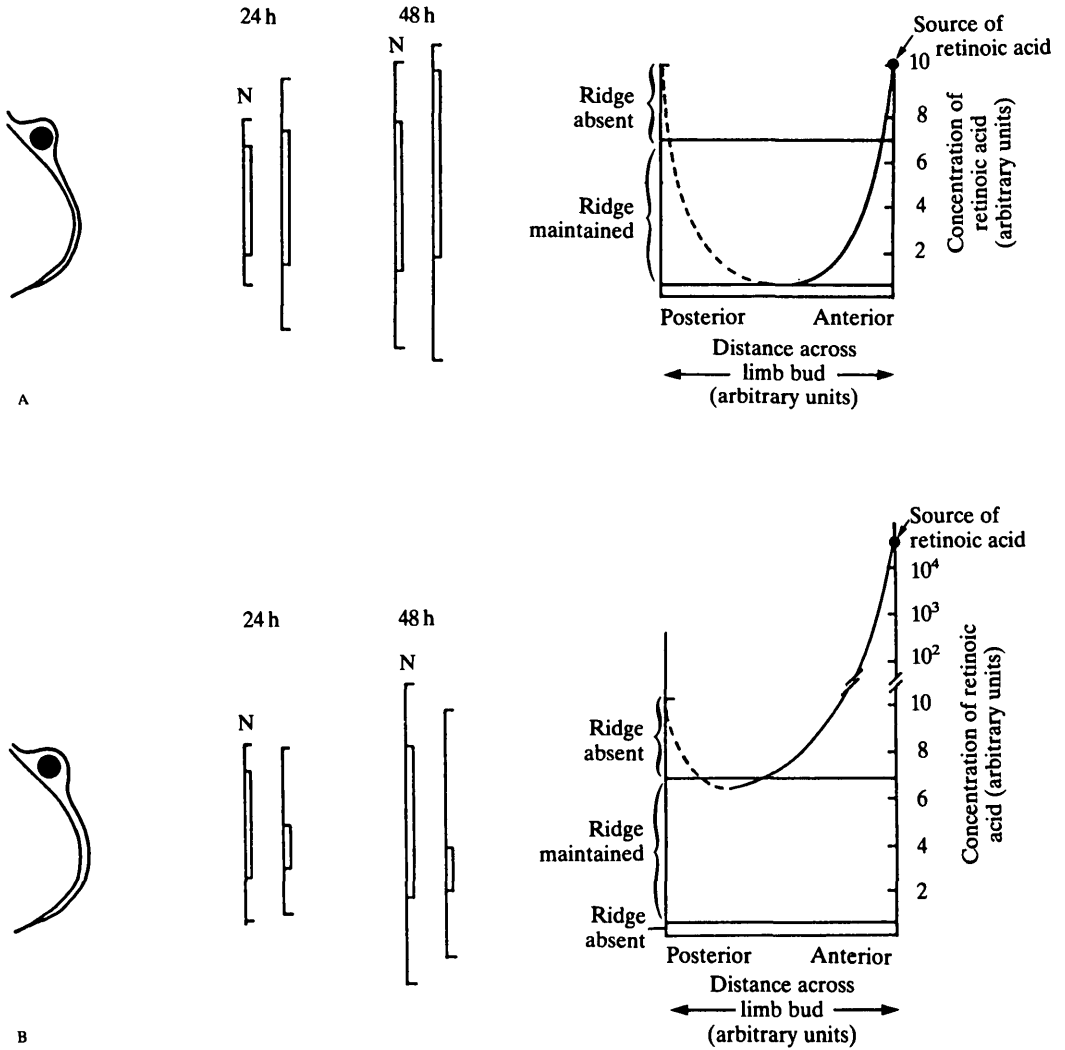 24 h
48 h
N
N
Source of
retinoic acid
10
8
6
4
2
Concentration of
retinoic acid
(arbitrary units)
Ridge
absent
Ridge
maintained
Posterior
Anterior
Distance across
limb bud
(arbitrary units)
A
24 h
48 h
N
N
Source of
retinoic acid
10⁴
10³
10²
10
8
6
4
2
Concentration of retinoic
acid (arbitrary units)
Ridge
absent
Ridge
maintained
Ridge
absent
Posterior
Anterior
Distance across
limb bud
(arbitrary units)
B